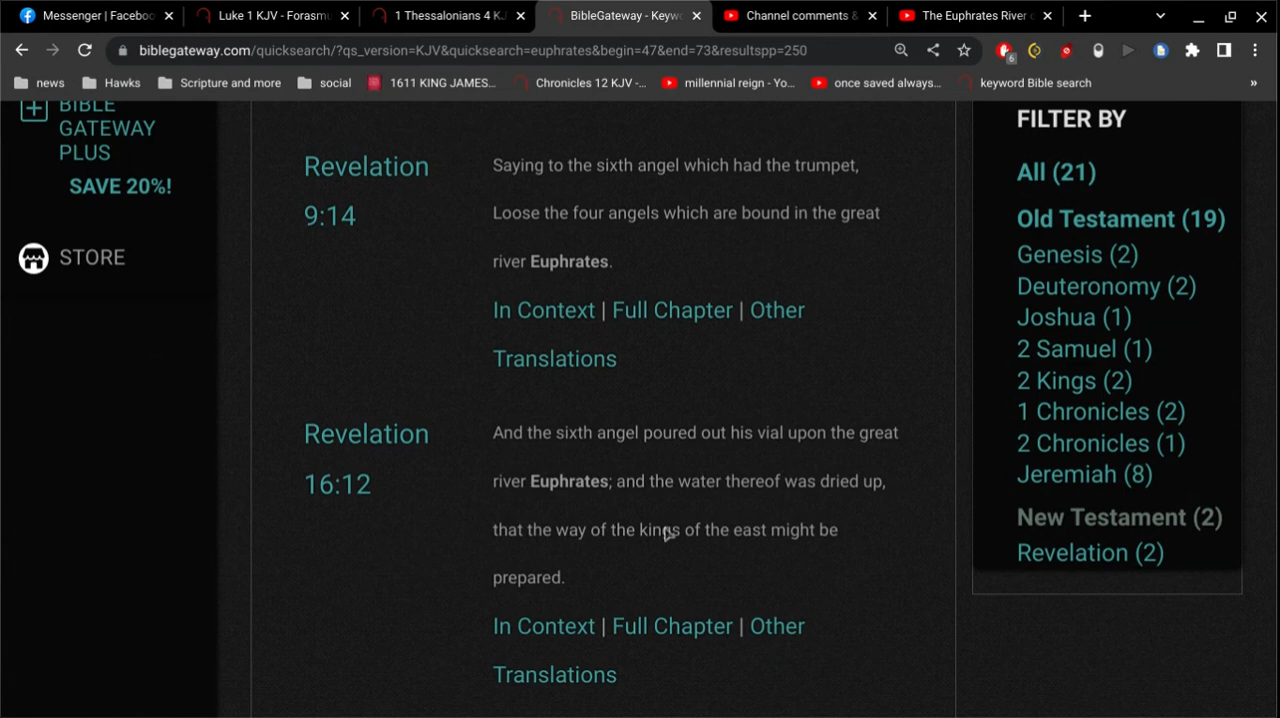 Messenger | Faceboo
Luke 1 KJV - Forasmu
1 Thessalonians 4 KJ
BibleGateway - Keywo
Channel comments &
The Euphrates River o
biblegateway.com/quicksearch/?qs_version=KJV&quicksearch=euphrates&begin=47&end=73&resultspp=250
6
news
Hawks
Scripture and more
social
1611 KING JAMES...
Chronicles 12 KJV -...
millennial reign - Yo...
once saved always...
keyword Bible search
»
BIBLE
GATEWAY
PLUS
SAVE 20%!
STORE
Revelation
9:14
Saying to the sixth angel which had the trumpet,
Loose the four angels which are bound in the great
river Euphrates.
In Context | Full Chapter | Other
Translations
Revelation
16:12
And the sixth angel poured out his vial upon the great
river Euphrates; and the water thereof was dried up,
that the way of the kings of the east might be
prepared.
In Context | Full Chapter | Other
Translations
FILTER BY
All (21)
Old Testament (19)
Genesis (2)
Deuteronomy (2)
Joshua (1)
2 Samuel (1)
2 Kings (2)
1 Chronicles (2)
2 Chronicles (1)
Jeremiah (8)
New Testament (2)
Revelation (2)